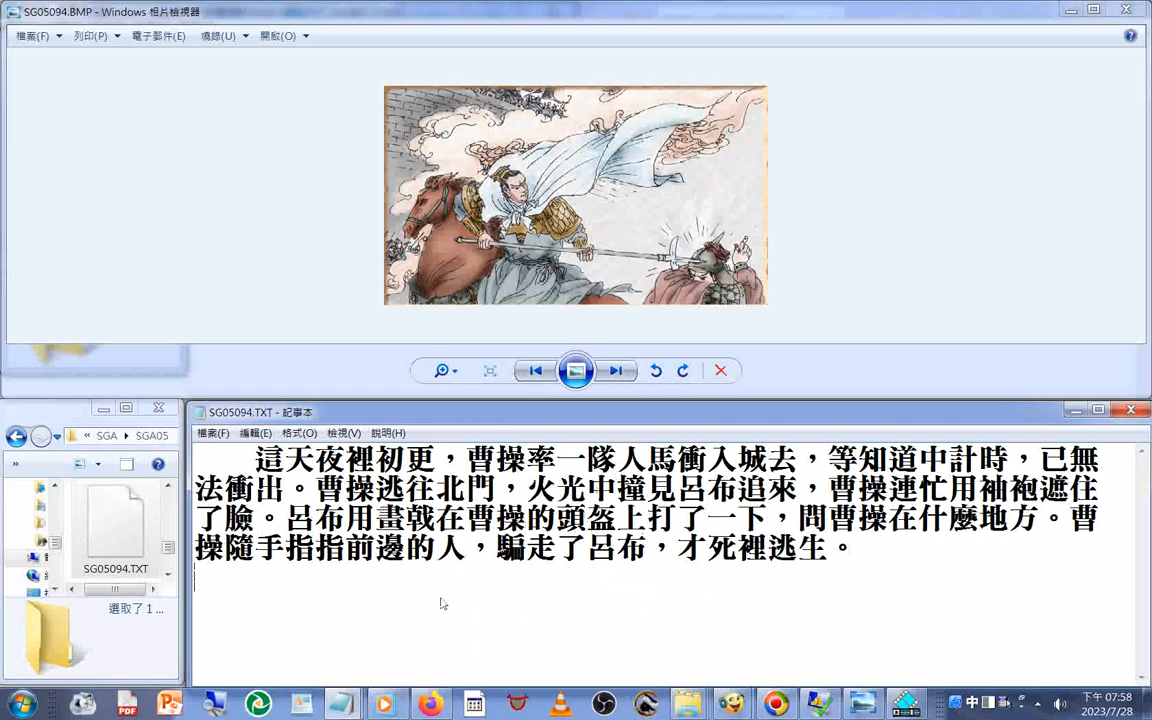 SG05094.BMP - Windows 相片檢視器
檔案(F) 列印(P) 電子郵件(E) 燒錄(U) 開啟(O)
« SGA ▸ SGA05
»
SG05094.TXT
選取了 1 ...
SG05094.TXT - 記事本
檔案(F) 編輯(E) 格式(O) 檢視(V) 說明(H)
這天夜裡初更，曹操率一隊人馬衝入城去，等知道中計時，已無
法衝出。曹操逃往北門，火光中撞見呂布追來，曹操連忙用袖袍遮住
了臉。呂布用畫戟在曹操的頭盔上打了一下，問曹操在什麼地方。曹
操隨手指指前邊的人，騙走了呂布，才死裡逃生。
PDF
中
下午 07:58
2023/7/28